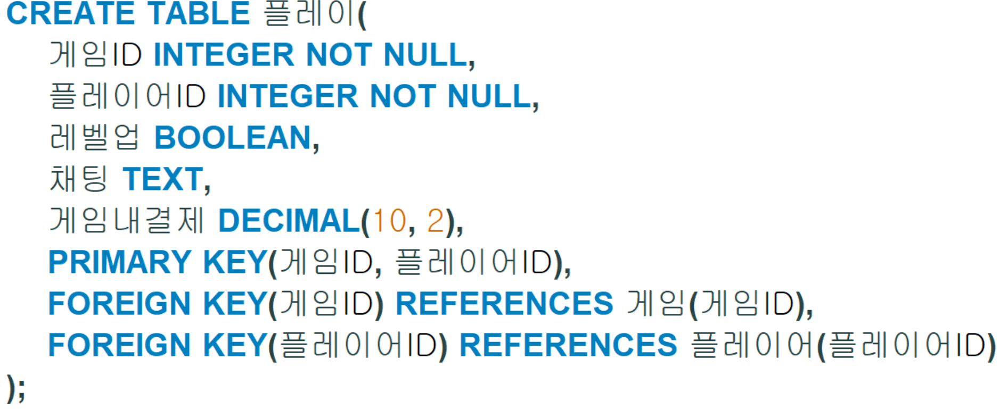 CREATE TABLE 플레이(
게임ID INTEGER NOT NULL,
플레이어ID INTEGER NOT NULL,
레벨업 BOOLEAN,
채팅 TEXT,
게임내결제 DECIMAL(10, 2),
PRIMARY KEY(게임ID, 플레이어ID),
FOREIGN KEY(게임ID) REFERENCES 게임(게임ID),
FOREIGN KEY(플레이어ID) REFERENCES 플레이어(플레이어ID)
);